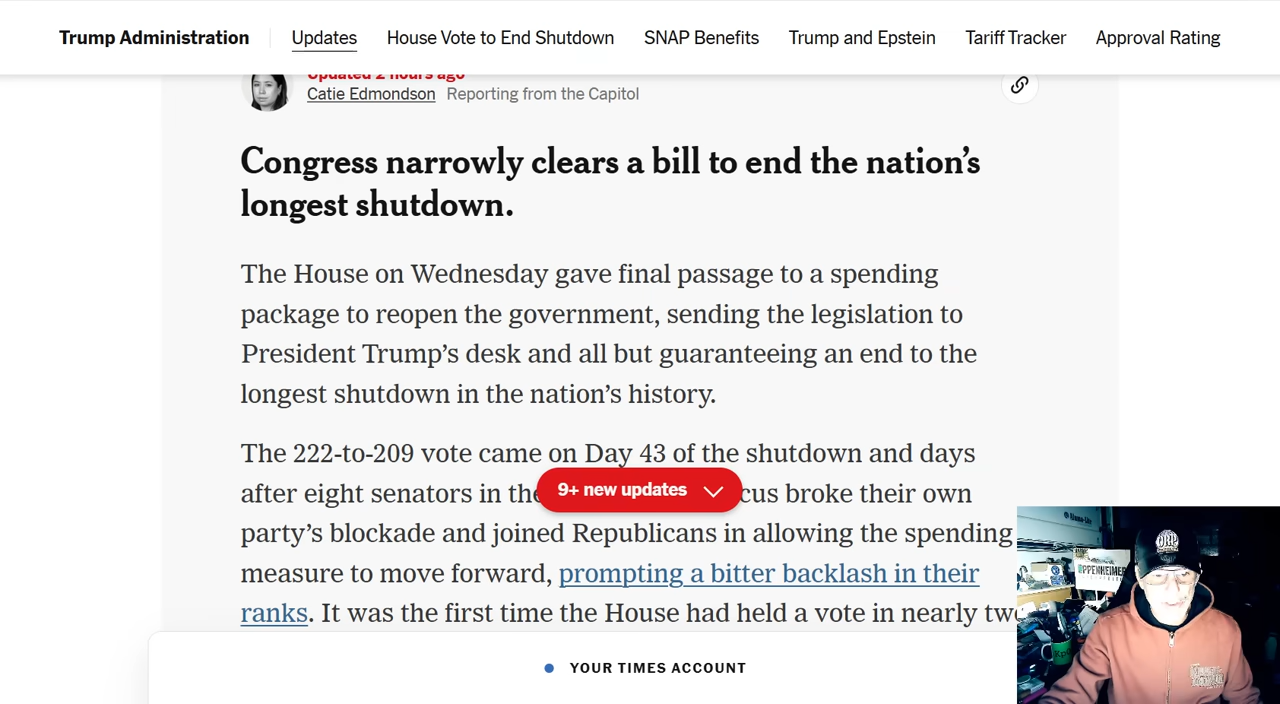 Trump Administration
Updates
House Vote to End Shutdown
SNAP Benefits
Trump and Epstein
Tariff Tracker
Approval Rating
Updated 2 hours ago
Catie Edmondson Reporting from the Capitol
Congress narrowly clears a bill to end the nation’s
longest shutdown.
The House on Wednesday gave final passage to a spending
package to reopen the government, sending the legislation to
President Trump’s desk and all but guaranteeing an end to the
longest shutdown in the nation’s history.
The 222-to-209 vote came on Day 43 of the shutdown and days
after eight senators in the
9+ new updates
cus broke their own
party’s blockade and joined Republicans in allowing the spending
measure to move forward, prompting a bitter backlash in their
ranks. It was the first time the House had held a vote in nearly tw
YOUR TIMES ACCOUNT
PPENHEIMER